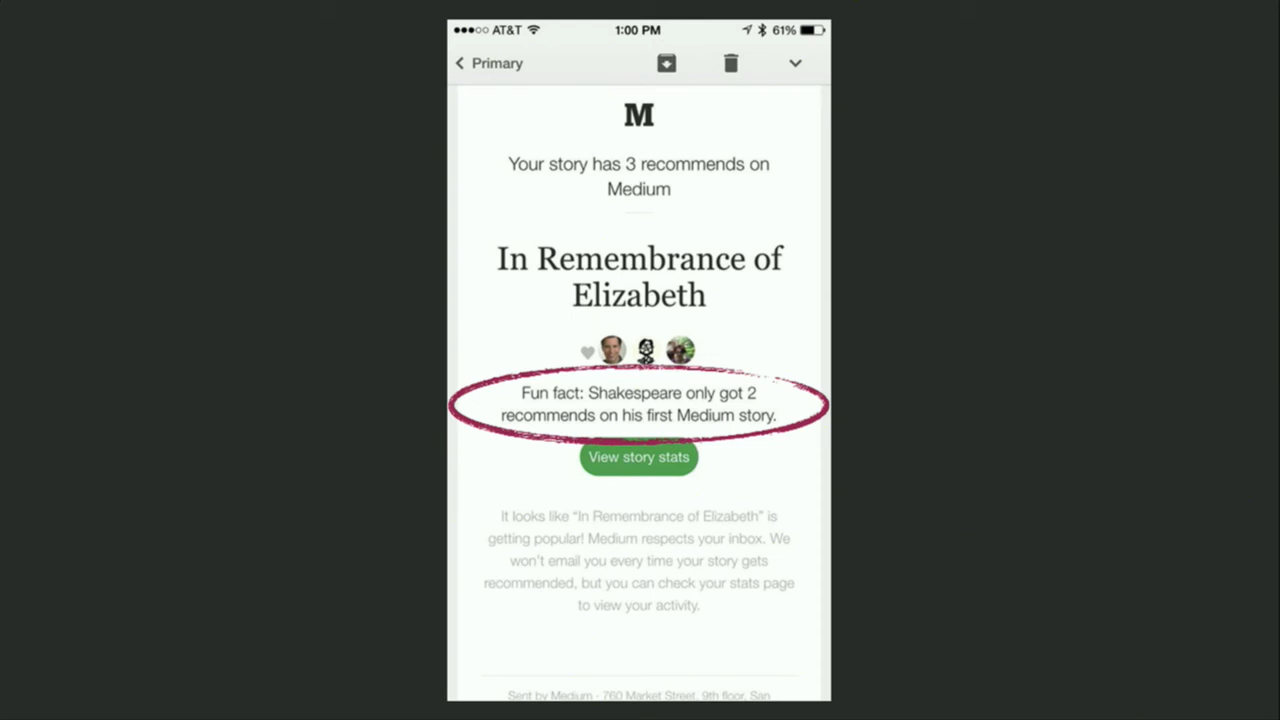 AT&T 1:00 PM 61%
Primary
M
Your story has 3 recommends on
Medium
In Remembrance of
Elizabeth
Fun fact: Shakespeare only got 2
recommends on his first Medium story.
View story stats
It looks like “In Remembrance of Elizabeth” is
getting popular! Medium respects your inbox. We
won't email you every time your story gets
recommended, but you can check your stats page
to view your activity.
Sent by Medium · 760 Market Street, 9th floor, San